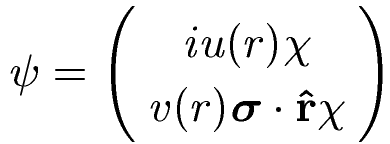 ψ = ( iu(r)χ
v(r)σ · r̂χ )